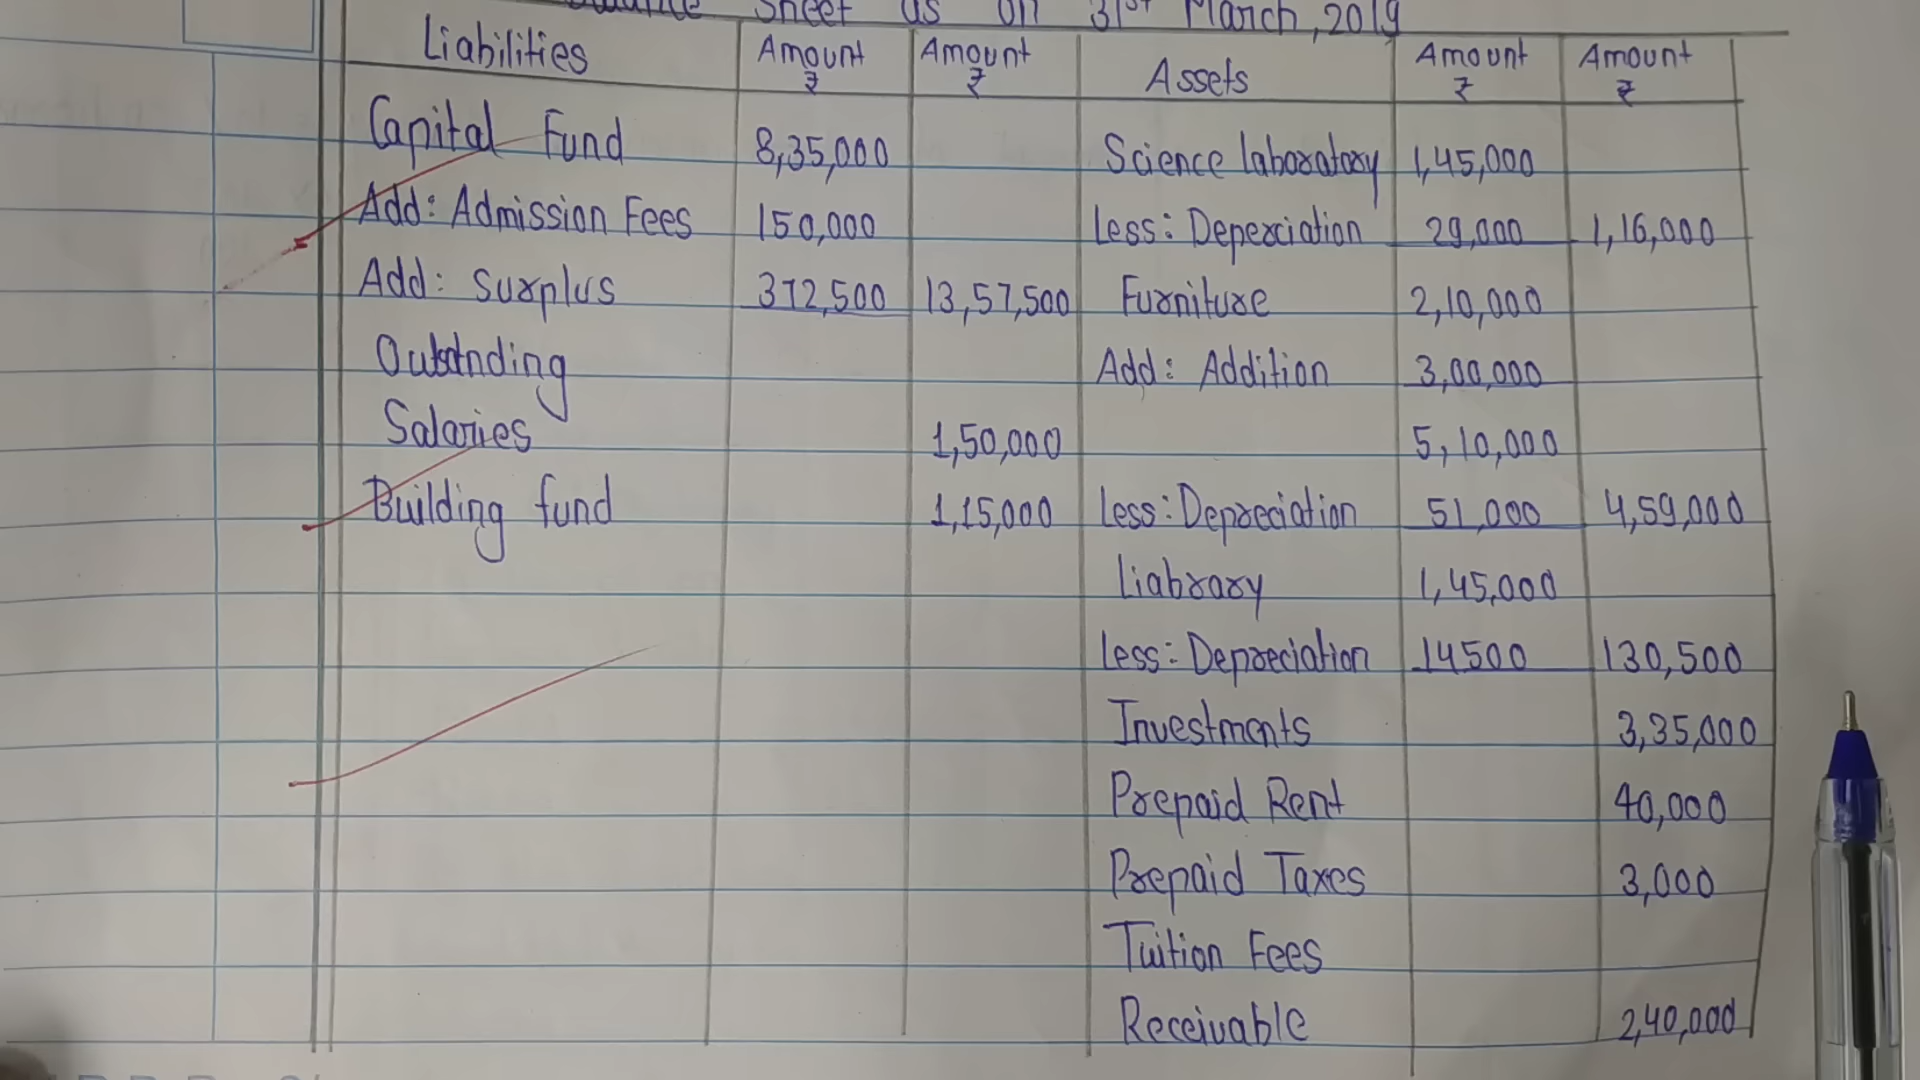 Balance Sheet as on 31st March, 2019
Liabilities | Amount ₹ | Amount ₹ | Assets | Amount ₹ | Amount ₹
Capital Fund | 8,35,000 | | Science laboratory | 1,45,000
Add: Admission Fees | 150,000 | | Less: Deperciation | 29,000 | 1,16,000
Add: Surplus | 372,500 | 13,57,500 | Furniture | 2,10,000
Outstnding | | | Add: Addition | 3,00,000
Salaries | | 1,50,000 | | 5,10,000
Building fund | | 1,15,000 | Less: Depreciation | 51,000 | 4,59,000
Liabrary | 1,45,000
Less: Depreciation | 14500 | 130,500
Investments | | 3,35,000
Prepaid Rent | | 40,000
Prepaid Taxes | | 3,000
Tuition Fees
Receivable | | 2,40,000